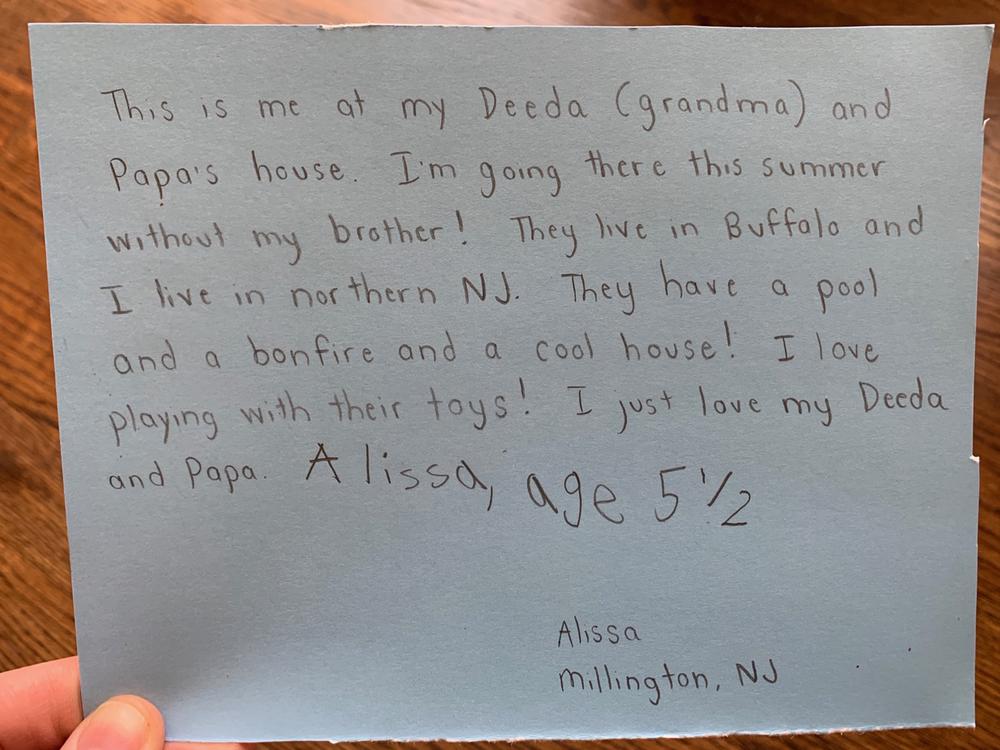 This is me at my Deeda (grandma) and
Papa's house. I'm going there this summer
without my brother! They live in Buffalo and
I live in northern NJ. They have a pool
and a bonfire and a cool house! I love
playing with their toys! I just love my Deeda
and Papa. Alissa, age 5 1/2
Alissa
Millington, NJ